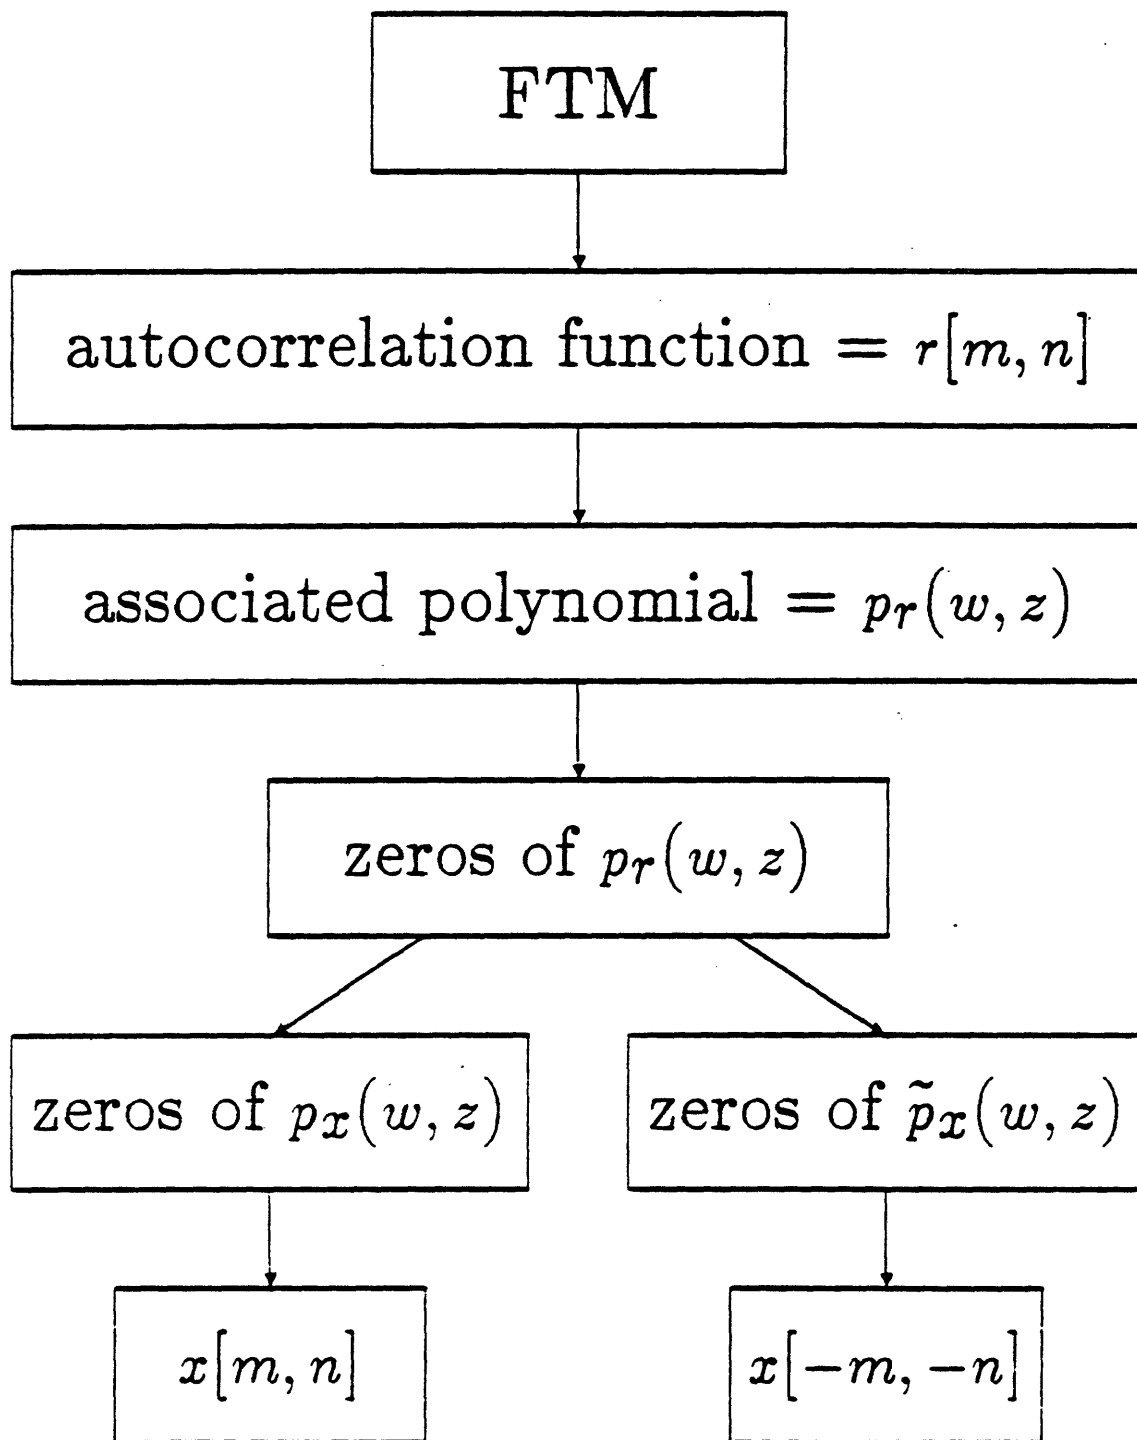 FTM
autocorrelation function = r[m, n]
associated polynomial = p_r(w, z)
zeros of p_r(w, z)
zeros of p_x(w, z)
zeros of p̃_x(w, z)
x[m, n]
x[−m, −n]